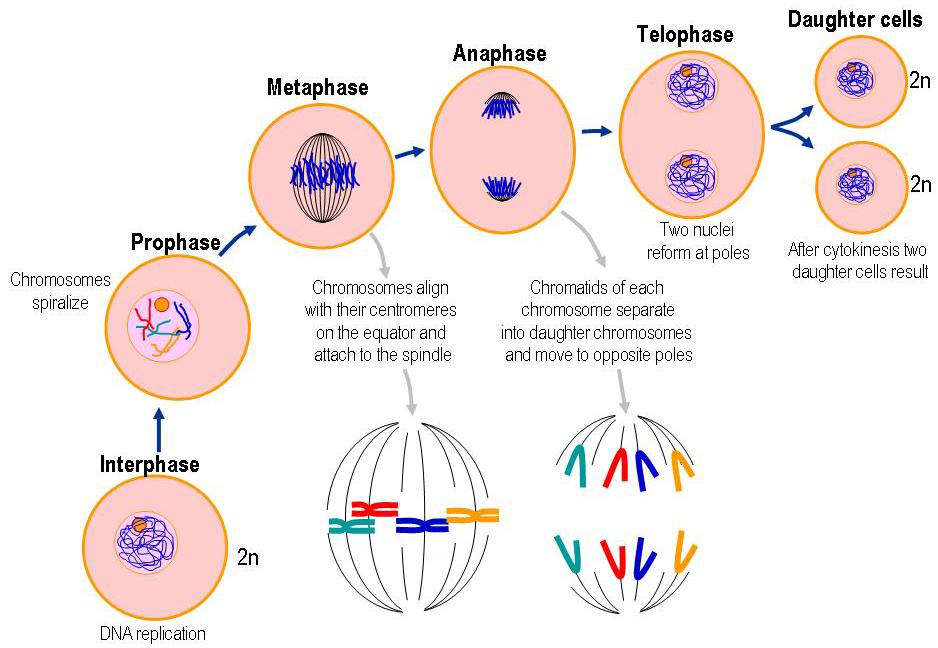 Daughter cells
Telophase
Anaphase
Metaphase
2n
2n
Prophase
Chromosomes
spiralize
Two nuclei
reform at poles
After cytokinesis two
daughter cells result
Chromosomes align
with their centromeres
on the equator and
attach to the spindle
Chromatids of each
chromosome separate
into daughter chromosomes
and move to opposite poles
Interphase
2n
DNA replication